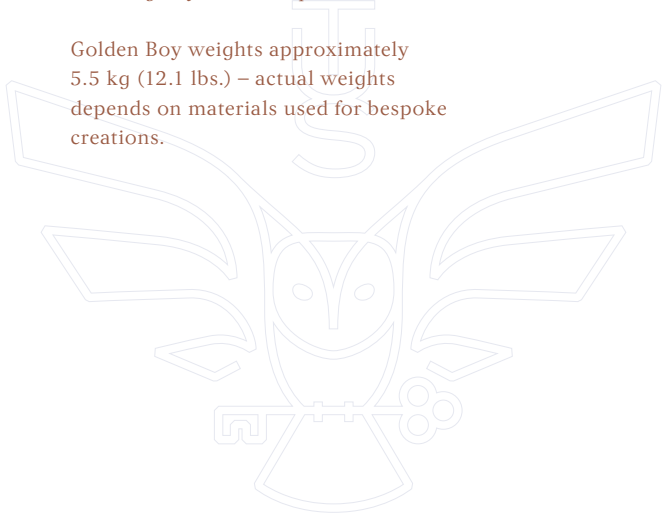 Golden Boy weights approximately
5.5 kg (12.1 lbs.) – actual weights
depends on materials used for bespoke
creations.